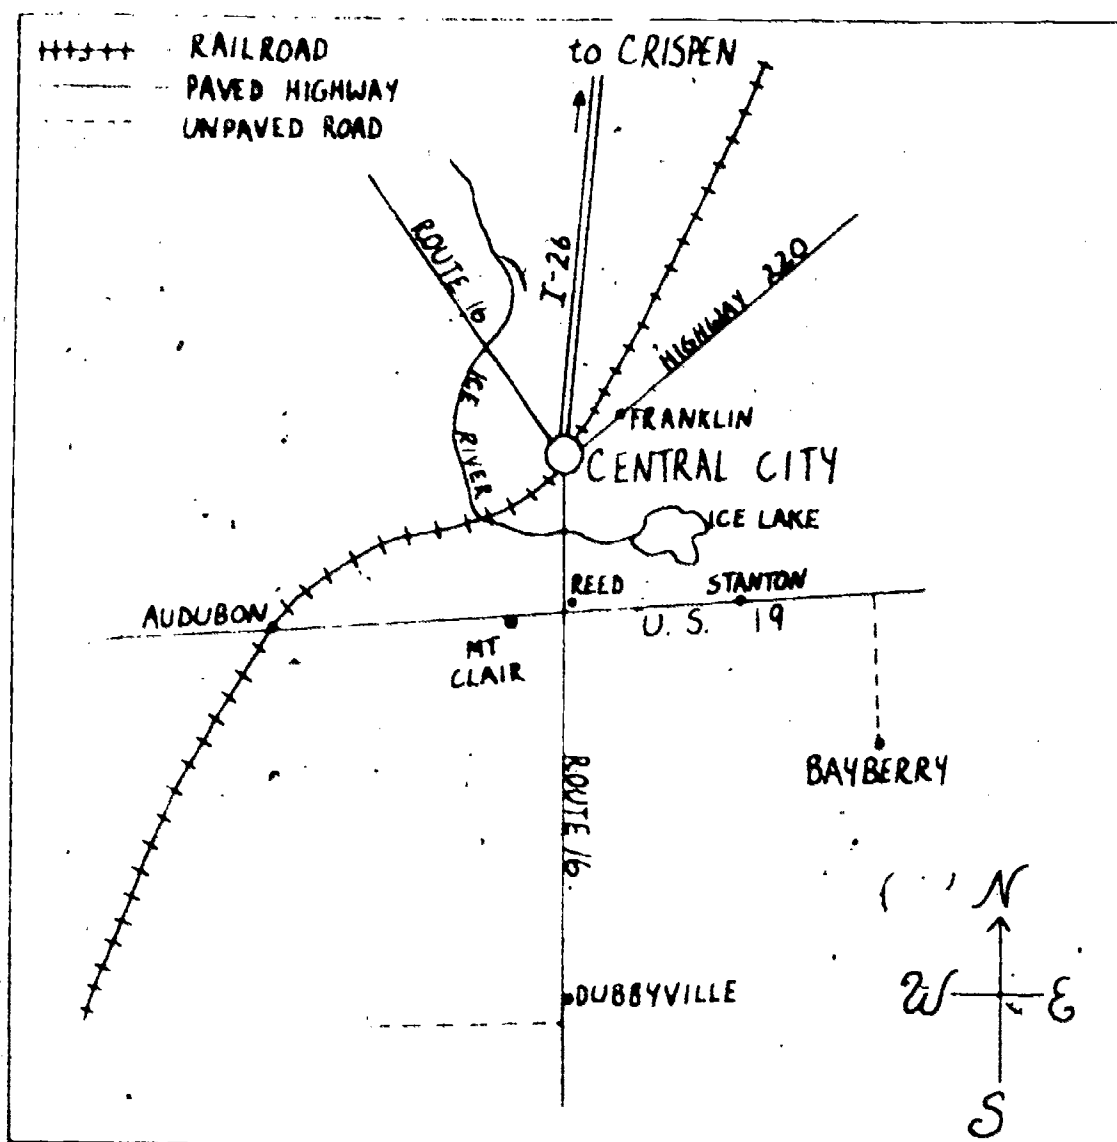 RAILROAD
PAVED HIGHWAY
UNPAVED ROAD
to CRISPEN
ROUTE 16
I-26
HIGHWAY 220
ICE RIVER
FRANKLIN
CENTRAL CITY
ICE LAKE
REED
STANTON
AUDUBON
U. S. 19
MT
CLAIR
BAYBERRY
ROUTE 16
DUBBYVILLE
N
W E
S